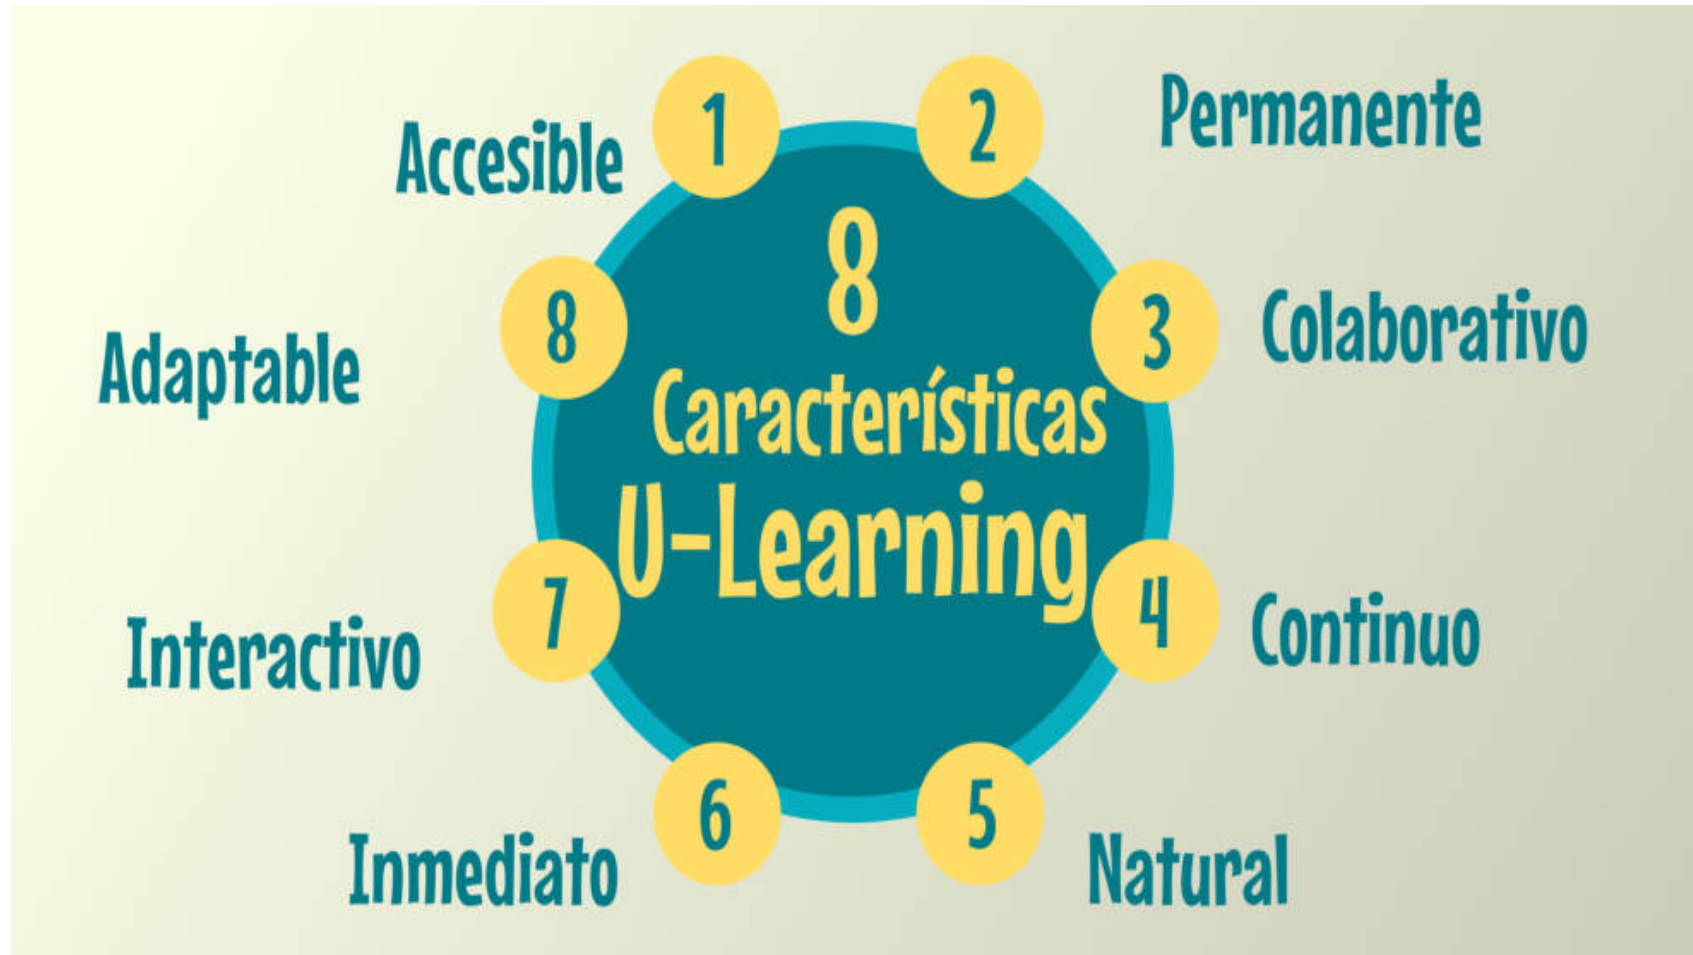 8
Características
U-Learning
1
Accesible
2
Permanente
3
Colaborativo
4
Continuo
5
Natural
6
Inmediato
7
Interactivo
8
Adaptable